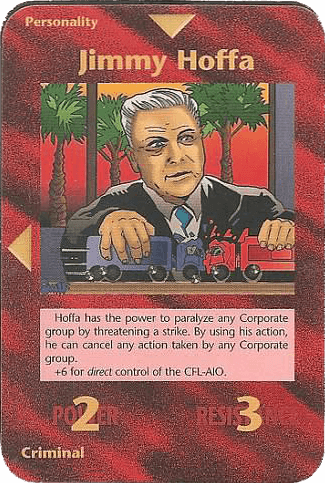 Personality
Jimmy Hoffa
Hoffa has the power to paralyze any Corporate
group by threatening a strike. By using his action,
he can cancel any action taken by any Corporate
group.
+6 for direct control of the CFL-AIO.
POWER 2 RESISTANCE 3
Criminal